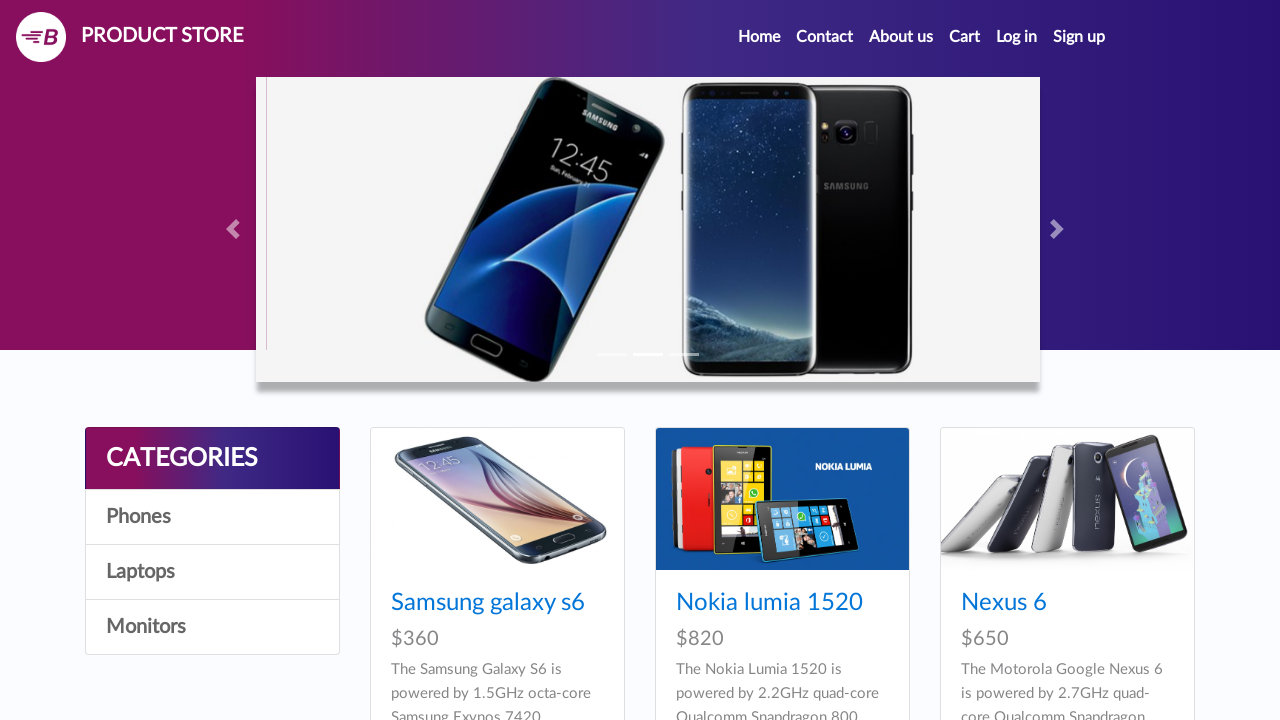 B PRODUCT STORE
Home Contact About us Cart Log in Sign up
SAMSUNG
12:45
SAMSUNG
CATEGORIES
Phones
Laptops
Monitors
12:45
Samsung galaxy s6
$360
The Samsung Galaxy S6 is
powered by 1.5GHz octa-core
Samsung Exynos 7420
NOKIA LUMIA
Nokia lumia 1520
$820
The Nokia Lumia 1520 is
powered by 2.2GHz quad-core
Qualcomm Snapdragon 800
nexus
Nexus 6
$650
The Motorola Google Nexus 6
is powered by 2.7GHz quad-
core Qualcomm Snapdragon